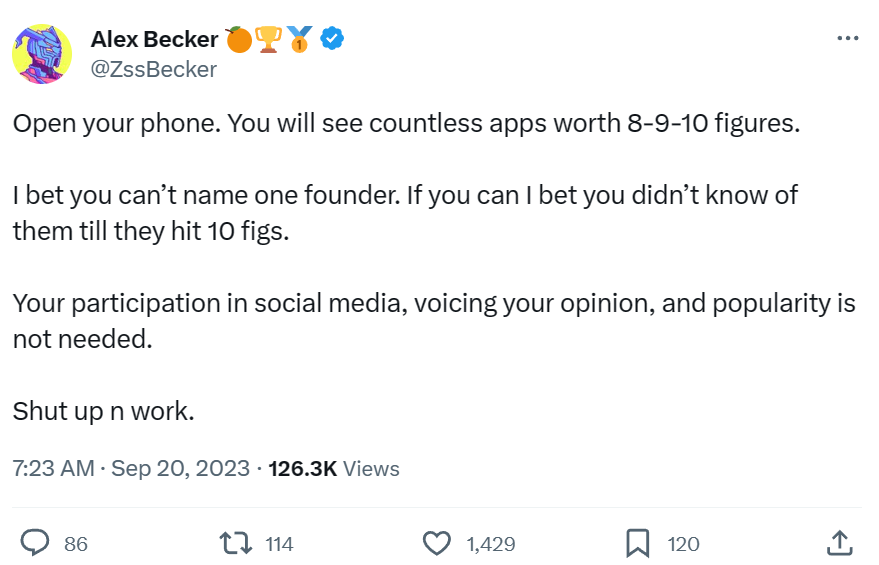 Alex Becker 🍊🏆🥇
@ZssBecker
Open your phone. You will see countless apps worth 8-9-10 figures.
I bet you can’t name one founder. If you can I bet you didn’t know of
them till they hit 10 figs.
Your participation in social media, voicing your opinion, and popularity is
not needed.
Shut up n work.
7:23 AM · Sep 20, 2023 · 126.3K Views
86 114 1,429 120